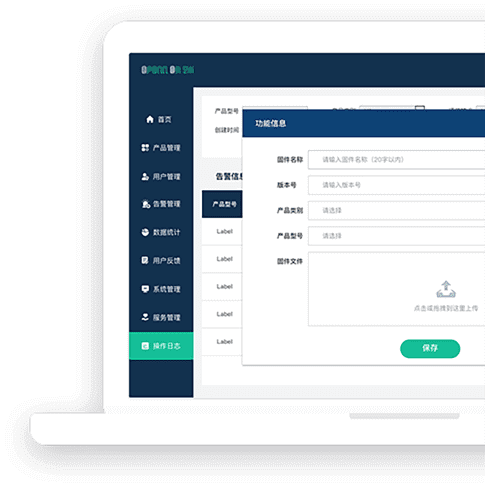 首页
产品管理
用户管理
告警管理
数据统计
用户反馈
系统管理
服务管理
操作日志
产品型号
创建时间
告警信息
产品型号
Label
Label
Label
Label
Label
功能信息
固件名称 请输入固件名称（20字以内）
版本号 请输入版本号
产品类别 请选择
产品型号 请选择
固件文件
点击或拖拽到这里上传
保存